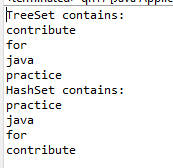 TreeSet contains:
contribute
for
java
practice
HashSet contains:
practice
java
for
contribute